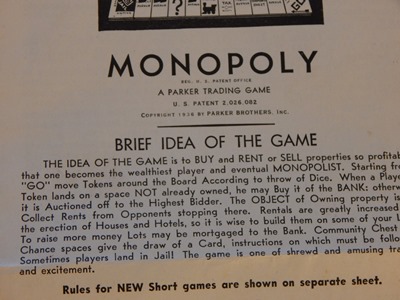 MONOPOLY
REG. U. S. PATENT OFFICE
A PARKER TRADING GAME
U. S. PATENT 2,026,082
COPYRIGHT 1936 BY PARKER BROTHERS, INC.
BRIEF IDEA OF THE GAME
THE IDEA OF THE GAME is to BUY and RENT or SELL properties so profitab
that one becomes the wealthiest player and eventual MONOPOLIST. Starting fro
"GO" move Tokens around the Board According to throw of Dice. When a Playe
Token lands on a space NOT already owned, he may Buy it of the BANK: otherw
it is Auctioned off to the Highest Bidder. The OBJECT of Owning property is
Collect Rents from Opponents stopping there. Rentals are greatly increased
the erection of Houses and Hotels, so it is wise to build them on some of your L
To raise more money Lots may be mortgaged to the Bank. Community Chest
Chance spaces give the draw of a Card, instructions on which must be follow
Sometimes players land in Jail! The game is one of shrewd and amusing tra
and excitement.
Rules for NEW Short games are shown on separate sheet.